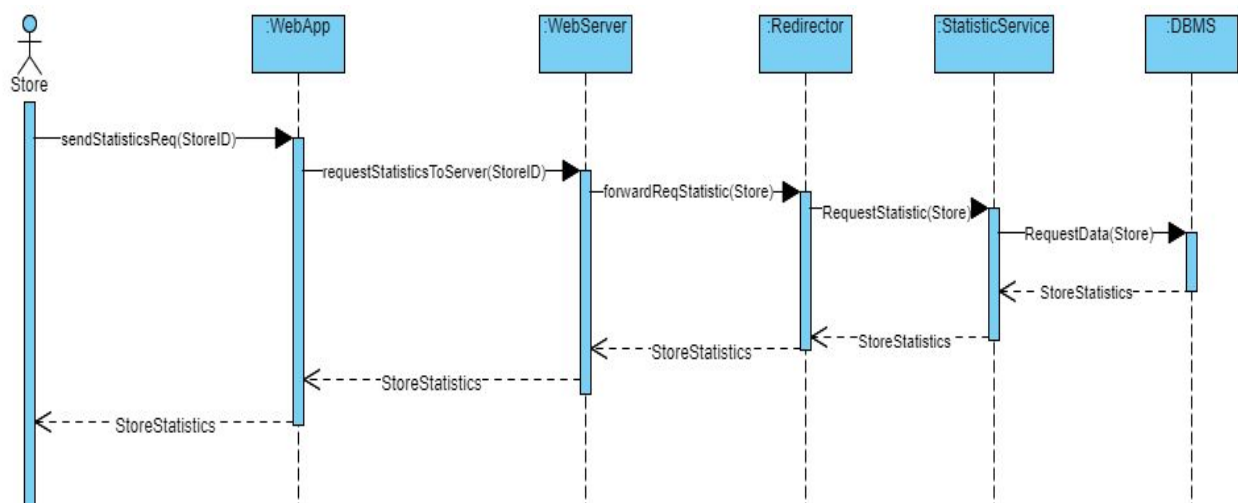 :WebApp
:WebServer
:Redirector
:StatisticService
:DBMS
Store
sendStatisticsReq(StoreID)
requestStatisticsToServer(StoreID)
forwardReqStatistic(Store)
RequestStatistic(Store)
RequestData(Store)
StoreStatistics
StoreStatistics
StoreStatistics
StoreStatistics
StoreStatistics